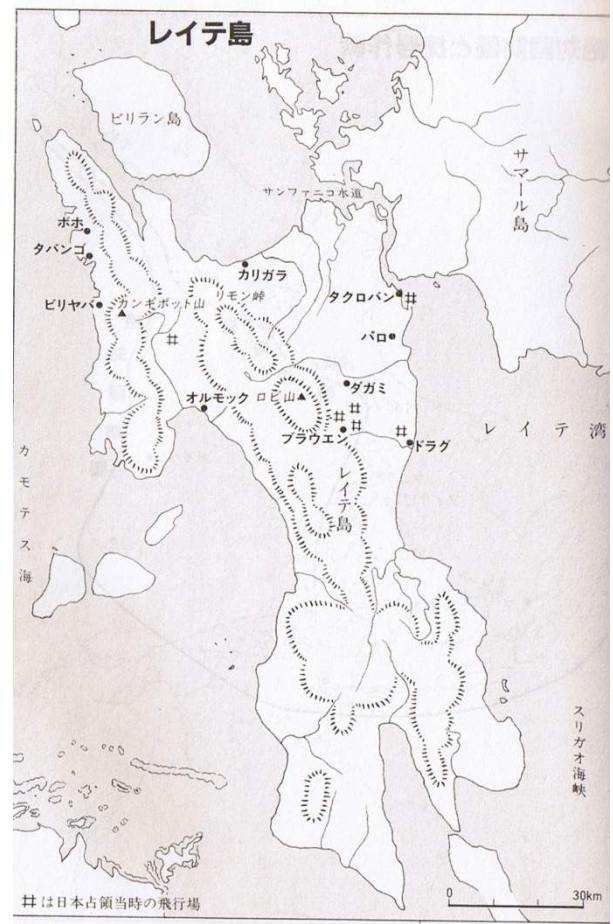 レイテ島
ビリラン島
サマール島
サンファニコ水道
ポホ
タバンゴ
カリガラ
リモン峠
タクロバン
ビリヤバ
カンギポット山
パロ
オルモック
ロビ山
ダガミ
ブラウエン
ドラグ
レイテ湾
レイテ島
カモテス海
スリガオ海峡
井は日本占領当時の飛行場
0 30km